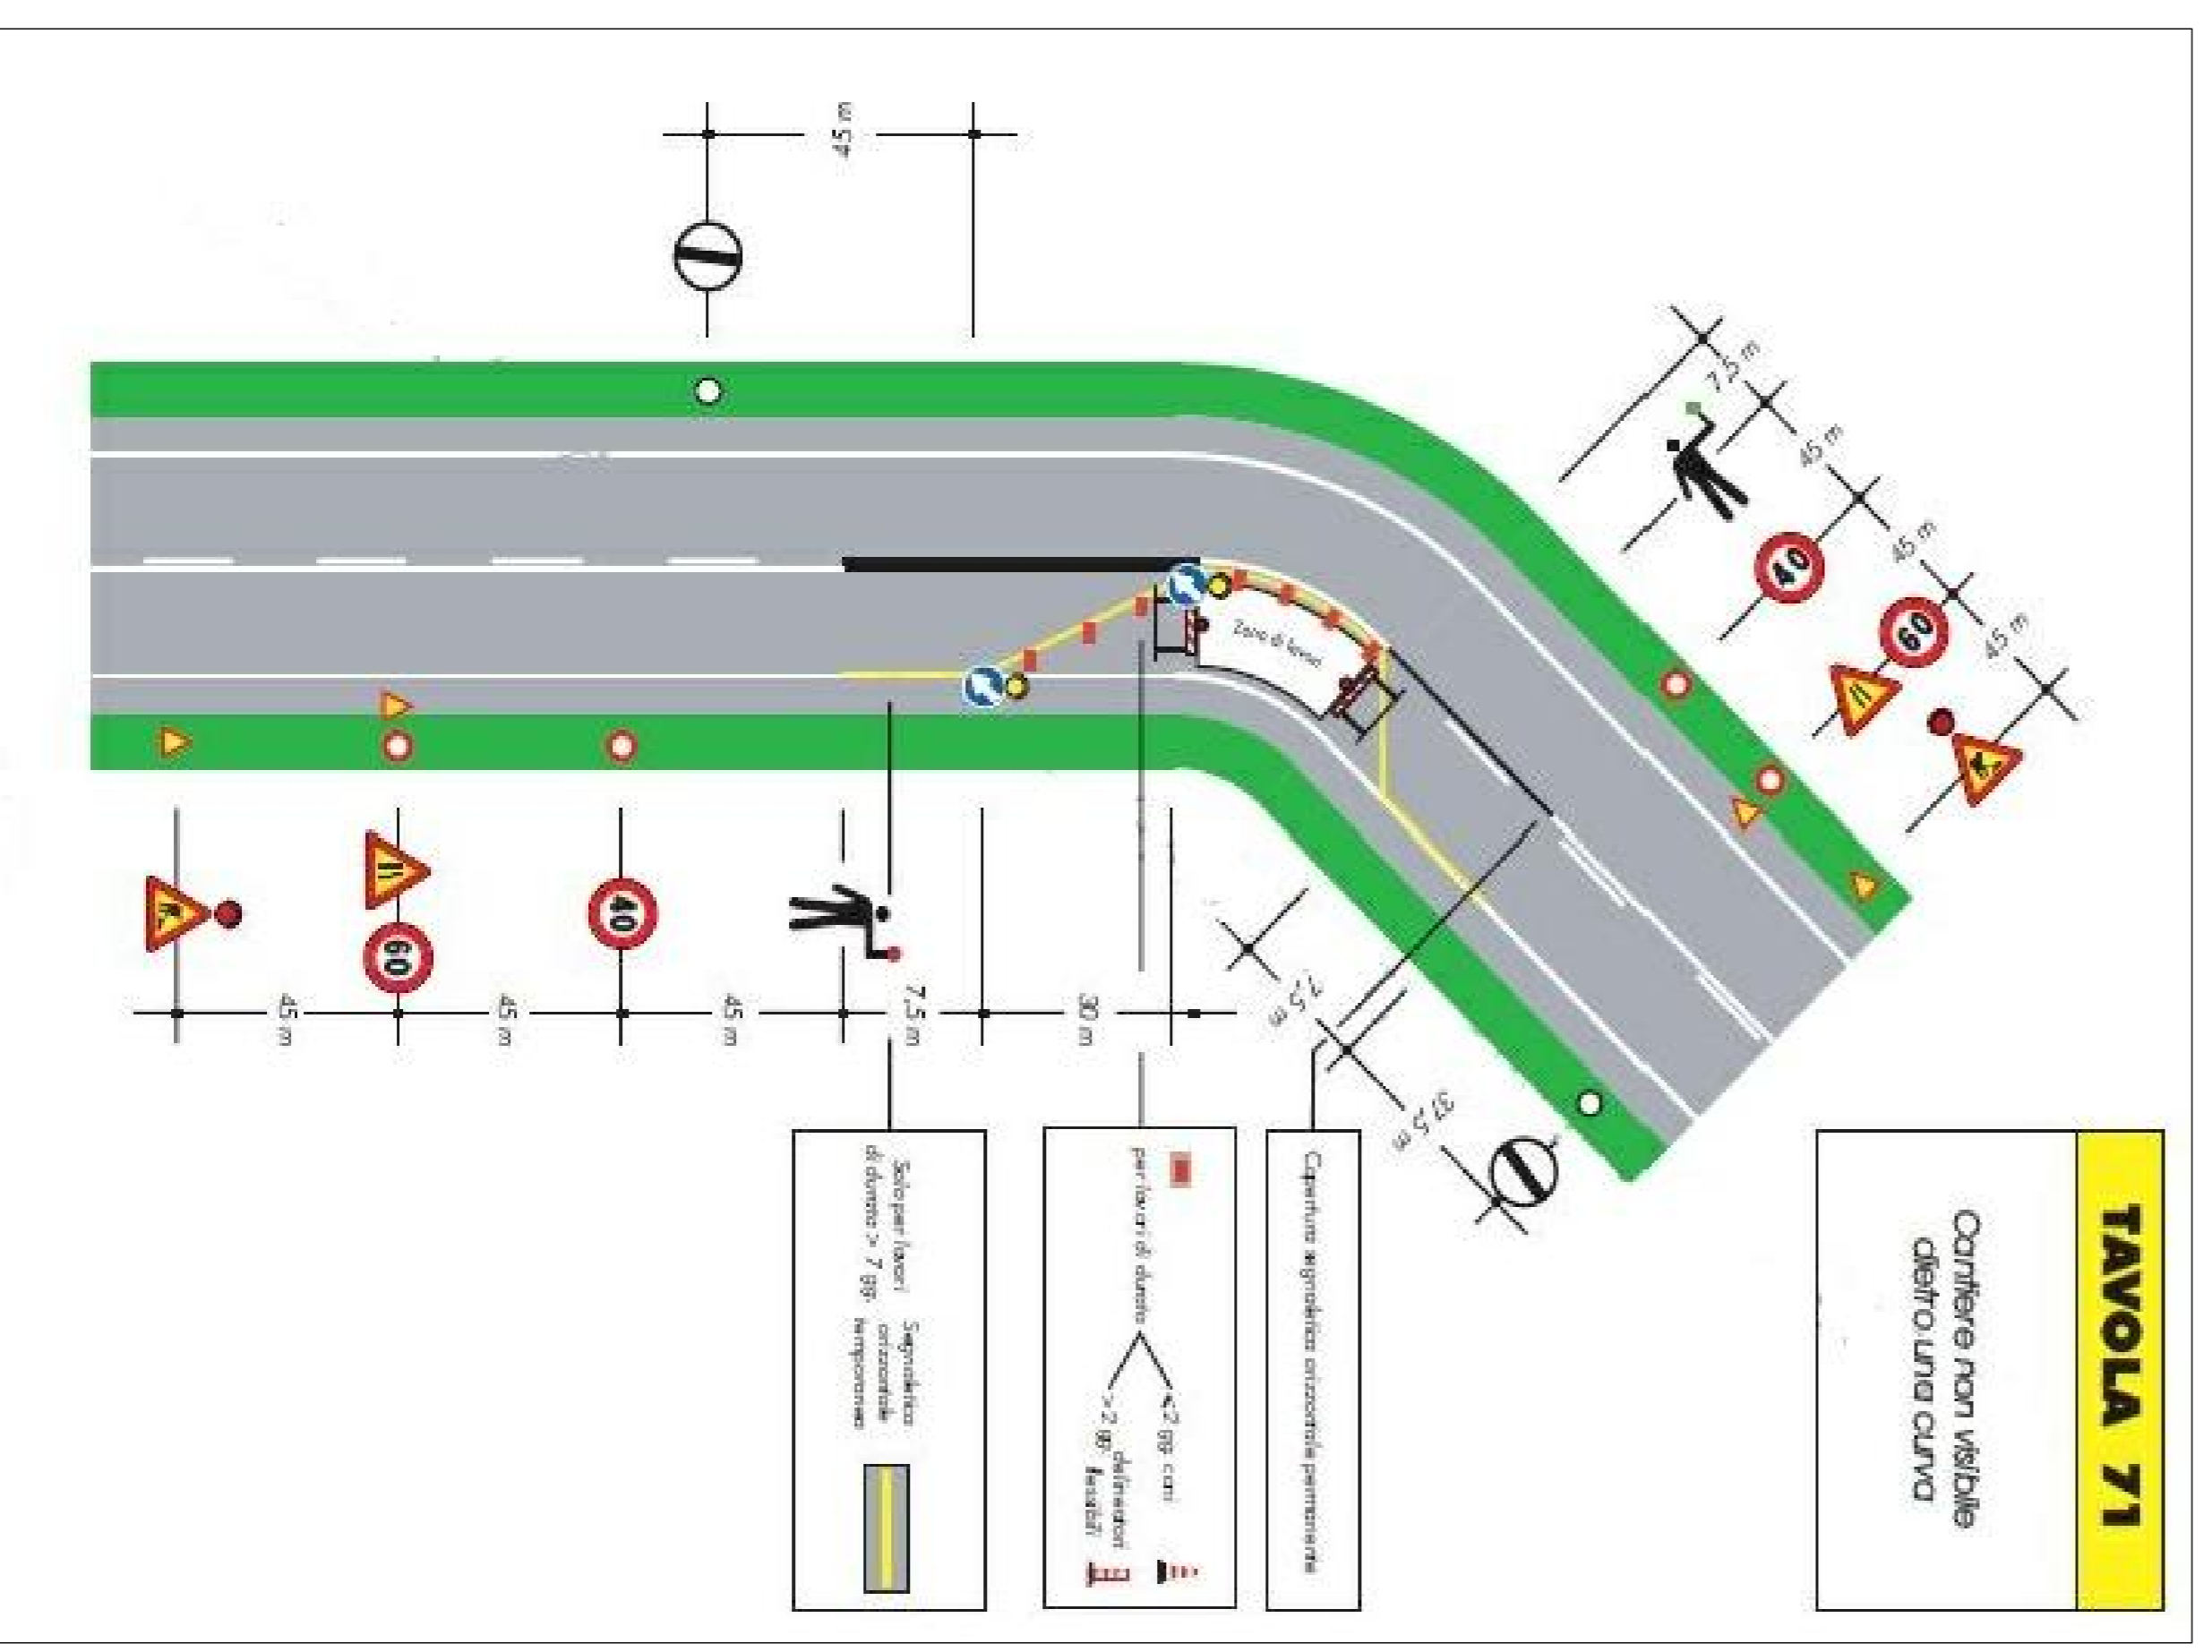 TAVOLA 71
Cantiere non visibile
dietro una curva
45 m
7,5 m
45 m
45 m
45 m
40
60
Zona di lavori
60
40
45 m
45 m
45 m
7,5 m
30 m
7,5 m
37,5 m
Solo per lavori
di durata > 7 gg.
Segnaletica
orizzontale
temporanea
per lavori di durata
<2 gg. coni
>2 gg. delineatori
flessibili
Copertura segnaletica orizzontale permanente